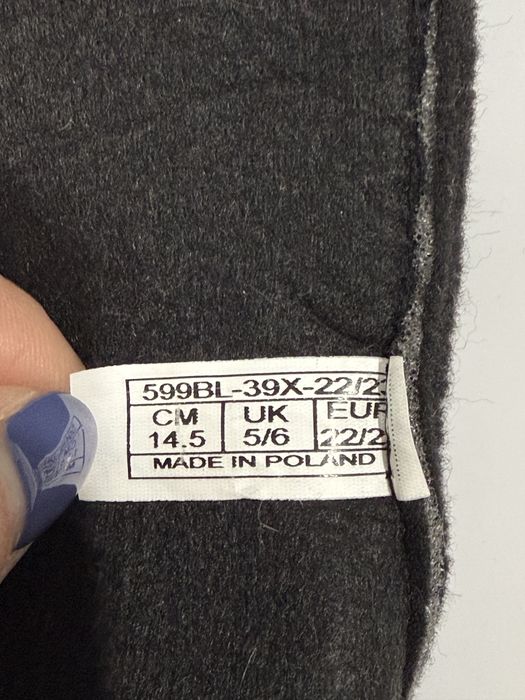 599BL-39X-22/2
CM UK EUR
14.5 5/6 22/2
MADE IN POLAND